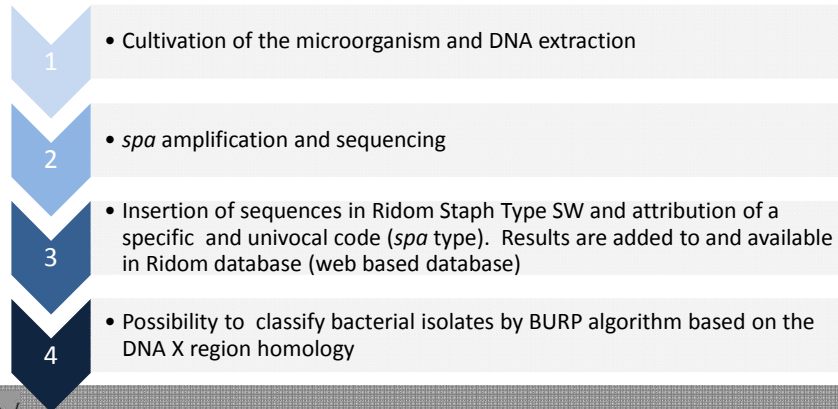 1
• Cultivation of the microorganism and DNA extraction
2
• spa amplification and sequencing
3
• Insertion of sequences in Ridom Staph Type SW and attribution of a
specific and univocal code (spa type). Results are added to and available
in Ridom database (web based database)
4
• Possibility to classify bacterial isolates by BURP algorithm based on the
DNA X region homology